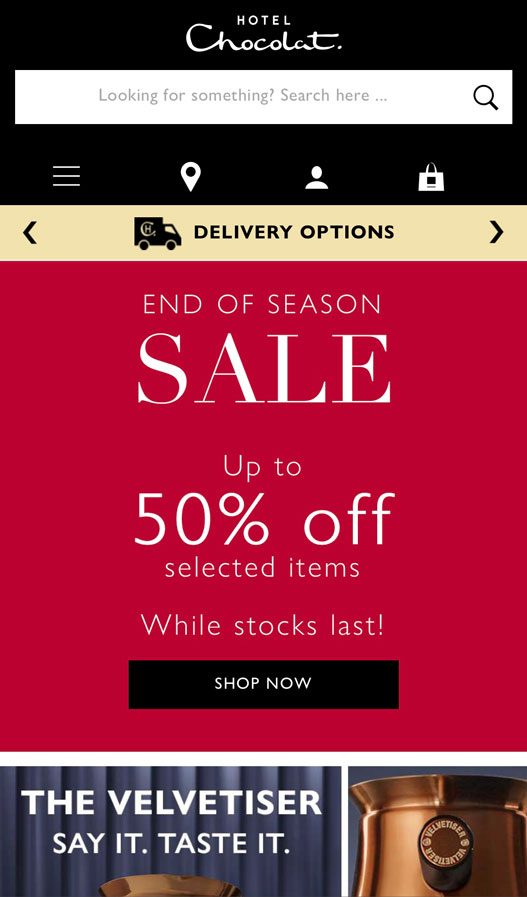 HOTEL
Chocolat.
Looking for something? Search here ...
DELIVERY OPTIONS
END OF SEASON
SALE
Up to
50% off
selected items
While stocks last!
SHOP NOW
THE VELVETISER
SAY IT. TASTE IT.
VELVETISER
VELVETISER